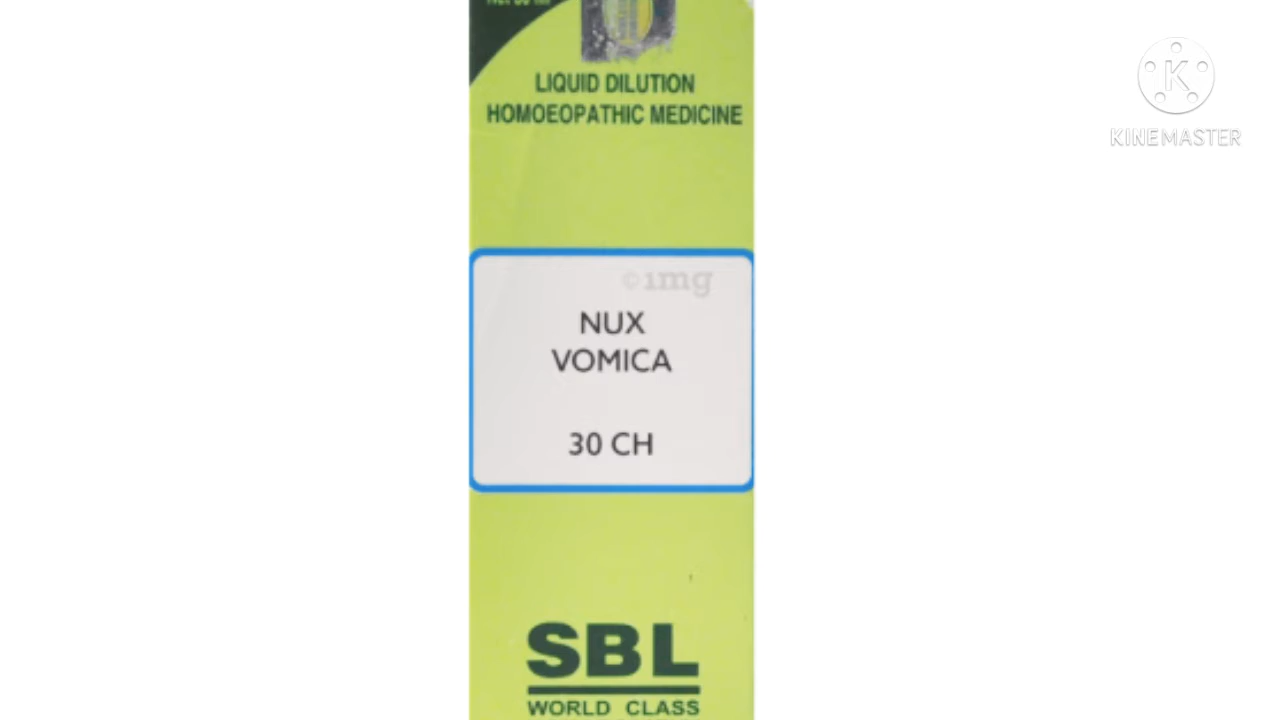 LIQUID DILUTION
HOMOEOPATHIC MEDICINE
©1mg
NUX
VOMICA
30 CH
SBL
WORLD CLASS
K
KINEMASTER